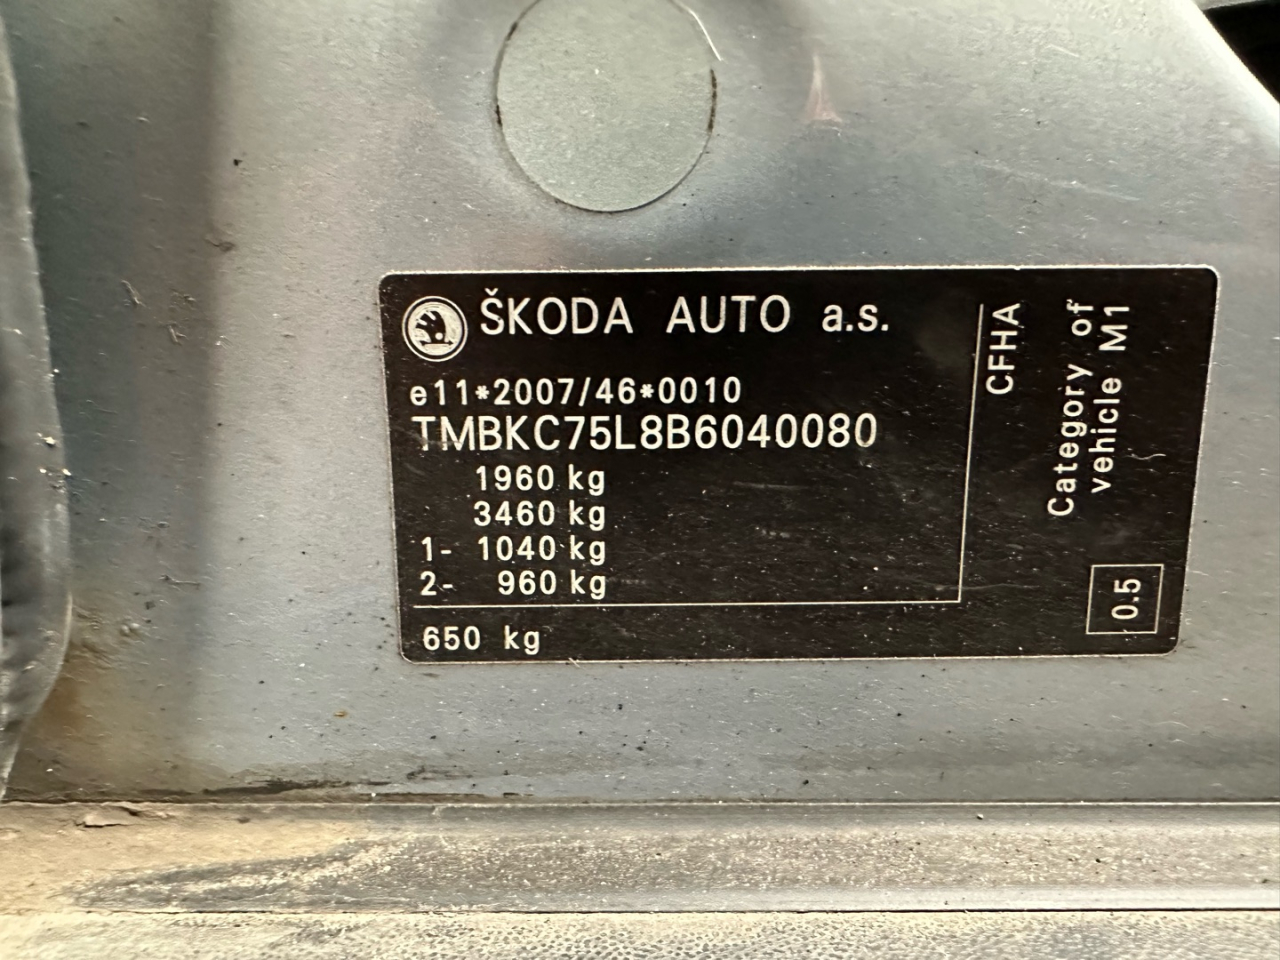 ŠKODA AUTO a.s.
e11*2007/46*0010
TMBKC75L8B6040080
1960 kg
3460 kg
1- 1040 kg
2- 960 kg
650 kg
CFHA
Category of
vehicle M1
0.5